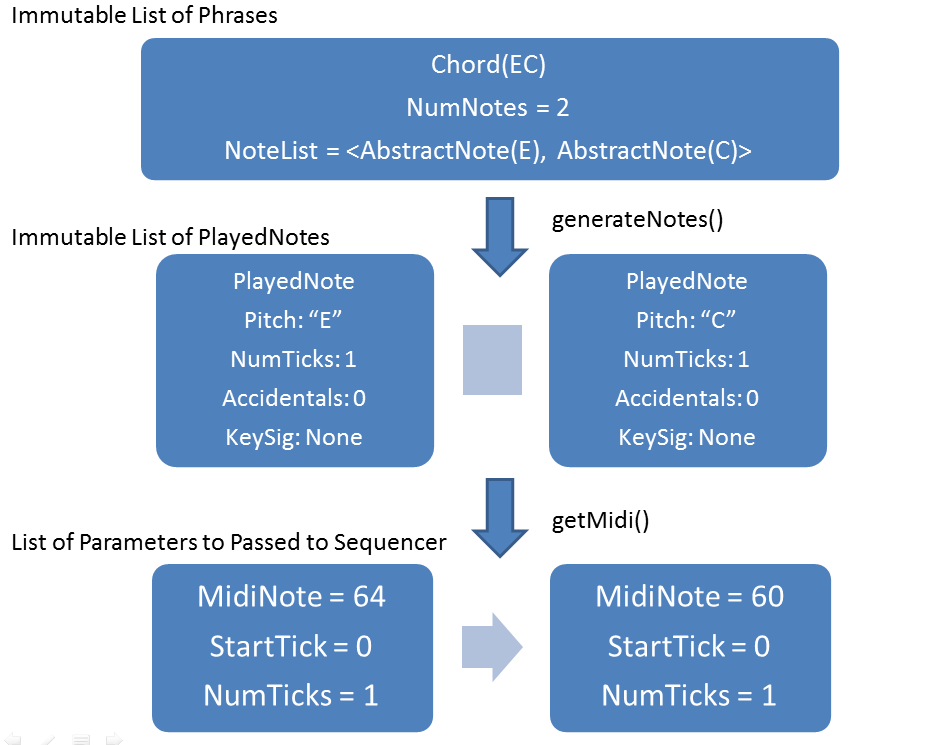 Immutable List of Phrases
Chord(EC)
NumNotes = 2
NoteList = <AbstractNote(E), AbstractNote(C)>
generateNotes()
Immutable List of PlayedNotes
PlayedNote
Pitch: “E”
NumTicks: 1
Accidentals: 0
KeySig: None
PlayedNote
Pitch: “C”
NumTicks: 1
Accidentals: 0
KeySig: None
getMidi()
List of Parameters to Passed to Sequencer
MidiNote = 64
StartTick = 0
NumTicks = 1
MidiNote = 60
StartTick = 0
NumTicks = 1